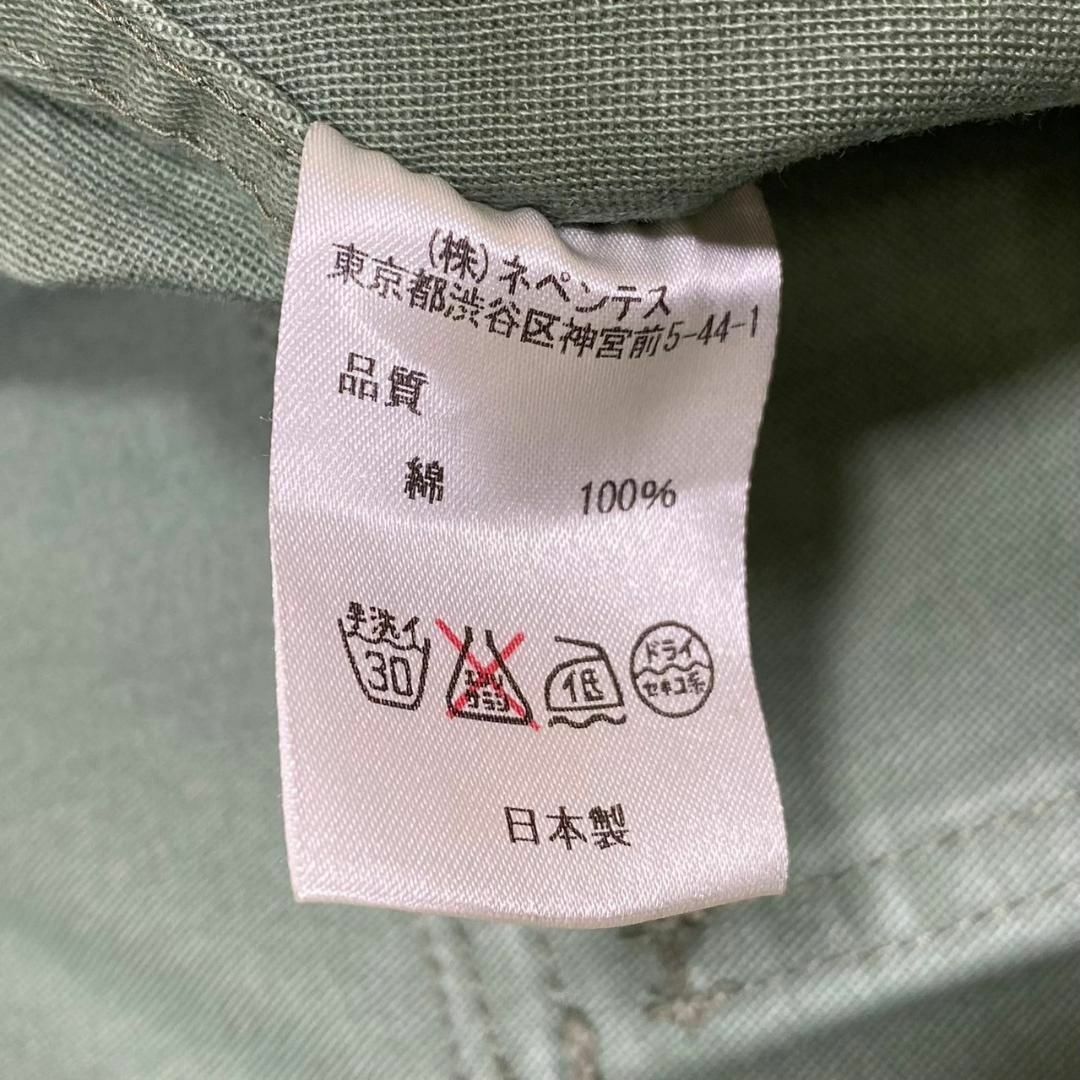 (株)ネペンテス
東京都渋谷区神宮前5-44-1
品質
綿 100%
手洗イ 30
エンソ サラシ
低
ドライ セキユ系
日本製